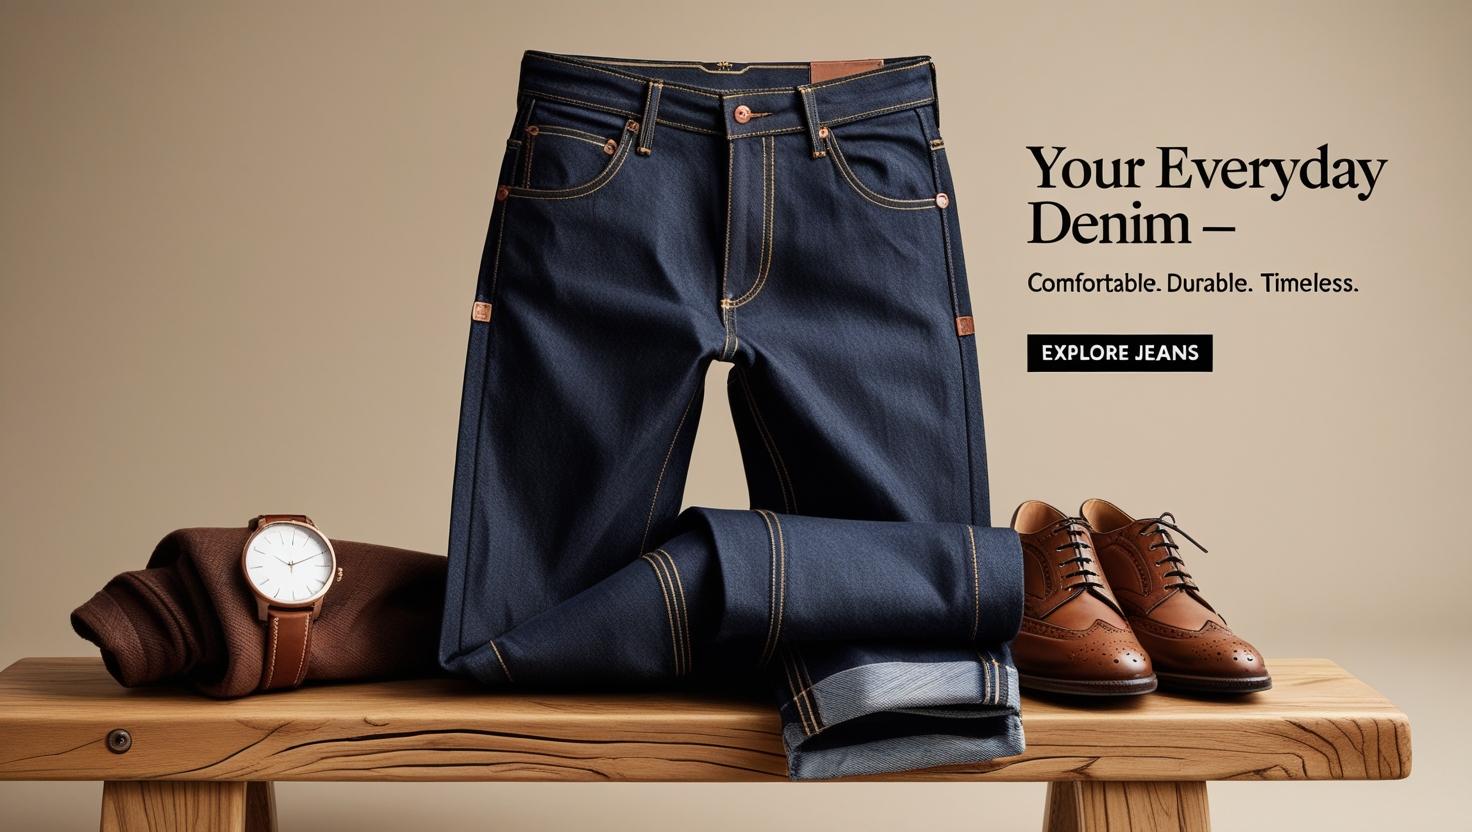 Your Everyday
Denim –
Comfortable. Durable. Timeless.
EXPLORE JEANS